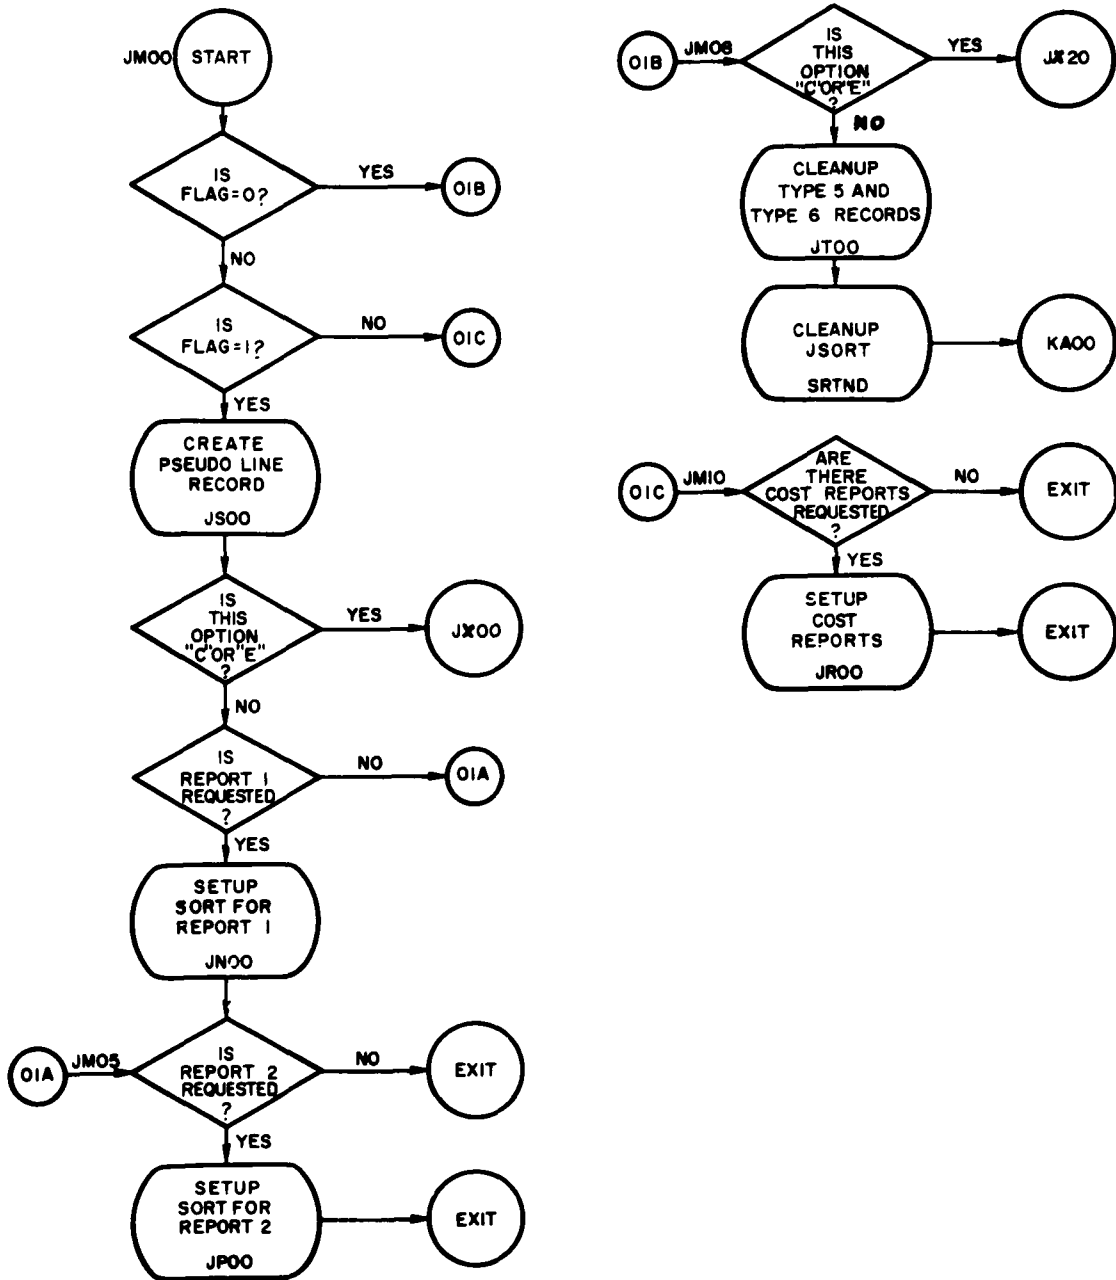 JM00
START
IS
FLAG=0?
YES
01B
NO
IS
FLAG=1?
NO
01C
YES
CREATE
PSEUDO LINE
RECORD
JS00
IS
THIS
OPTION
"C"OR"E"
?
YES
JX00
NO
IS
REPORT 1
REQUESTED
?
NO
01A
YES
SETUP
SORT FOR
REPORT 1
JN00
01A
JM05
IS
REPORT 2
REQUESTED
?
NO
EXIT
YES
SETUP
SORT FOR
REPORT 2
JP00
EXIT
01B
JM08
IS
THIS
OPTION
"C"OR"E"
?
YES
JX20
NO
CLEANUP
TYPE 5 AND
TYPE 6 RECORDS
JT00
CLEANUP
JSORT
SRTND
KA00
01C
JM10
ARE
THERE
COST REPORTS
REQUESTED
?
NO
EXIT
YES
SETUP
COST
REPORTS
JR00
EXIT